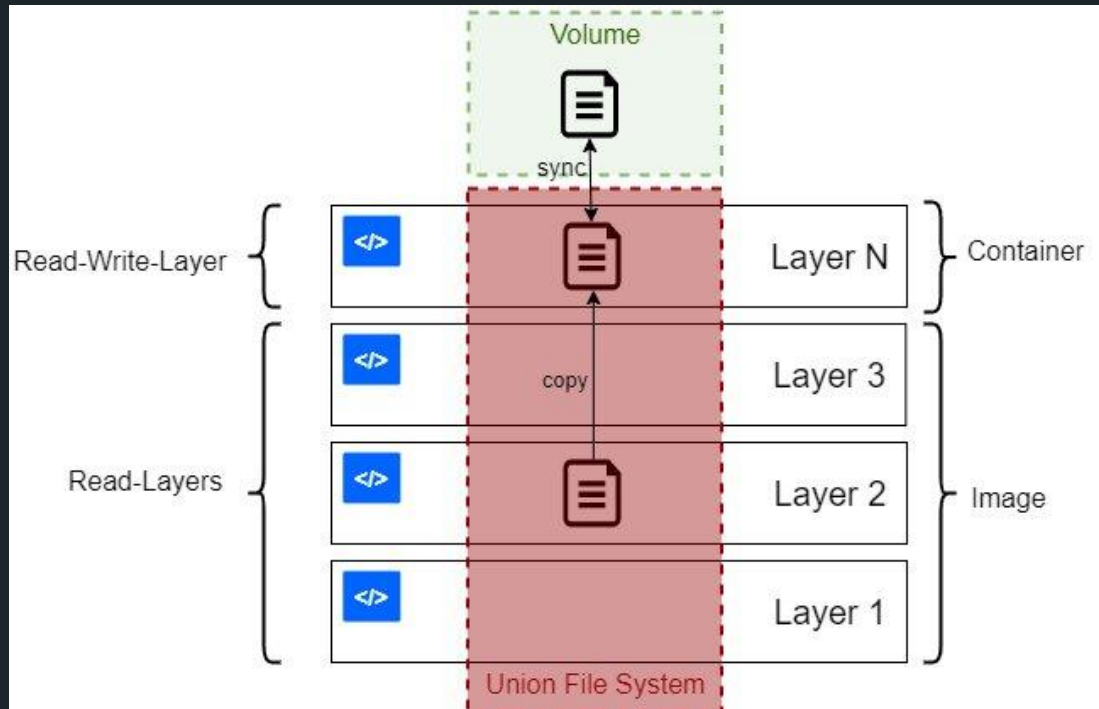 Volume
</>
sync
Read-Write-Layer
Layer N
Container
</>
Layer 3
copy
Read-Layers
</>
Layer 2
Image
</>
Layer 1
Union File System